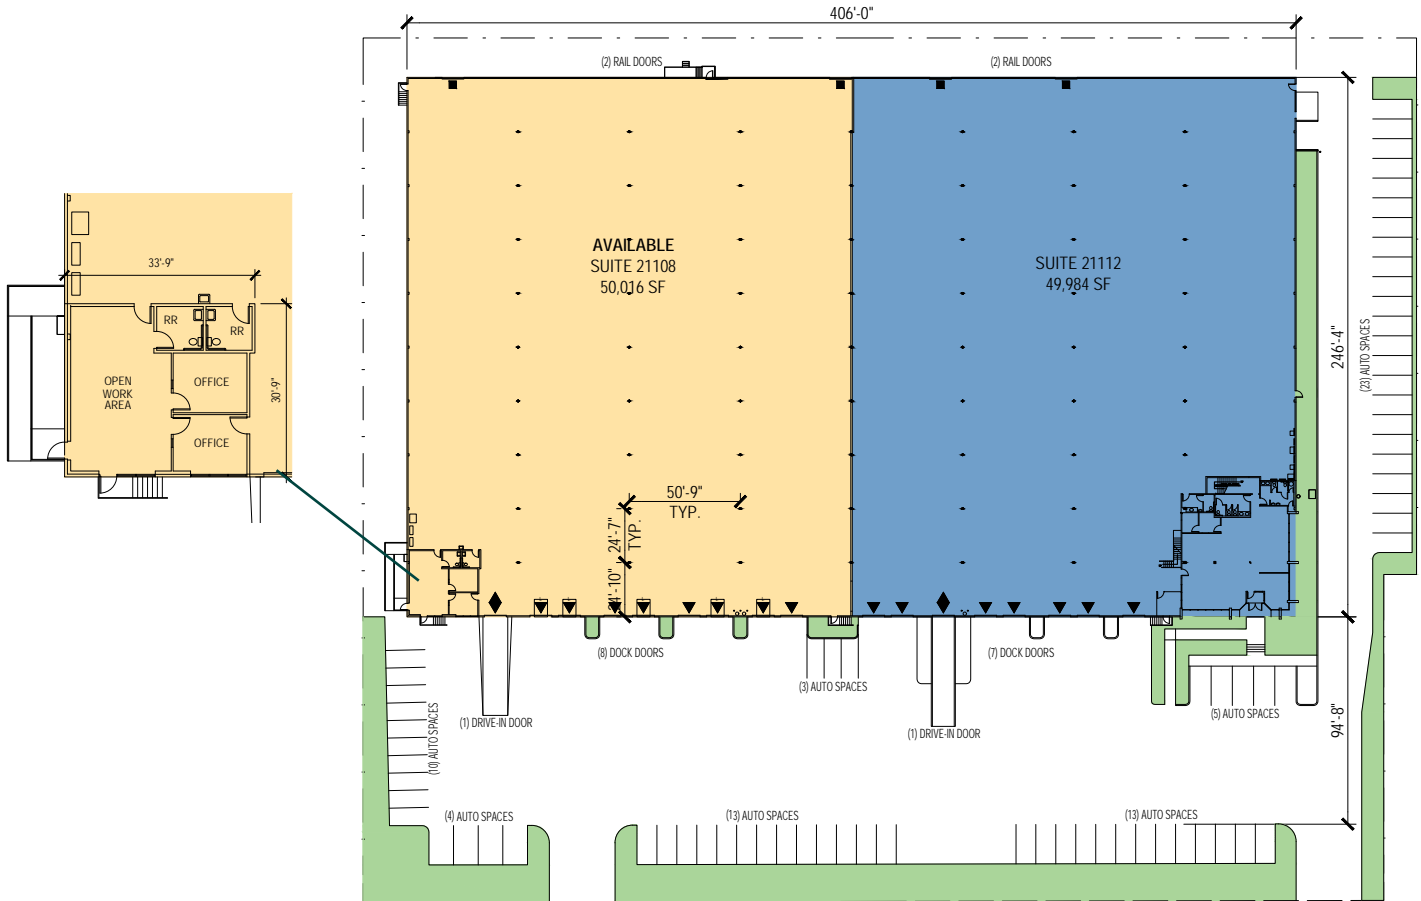 406'-0"
(2) RAIL DOORS
(2) RAIL DOORS
AVAILABLE
SUITE 21108
50,016 SF
SUITE 21112
49,984 SF
33'-9"
RR
RR
OPEN
WORK
AREA
OFFICE
OFFICE
30'-9"
246'-4"
(23) AUTO SPACES
50'-9"
TYP.
24'-7"
TYP.
(8) DOCK DOORS
(7) DOCK DOORS
(3) AUTO SPACES
(1) DRIVE-IN DOOR
(1) DRIVE-IN DOOR
(5) AUTO SPACES
94'-8"
(10) AUTO SPACES
(4) AUTO SPACES
(13) AUTO SPACES
(13) AUTO SPACES